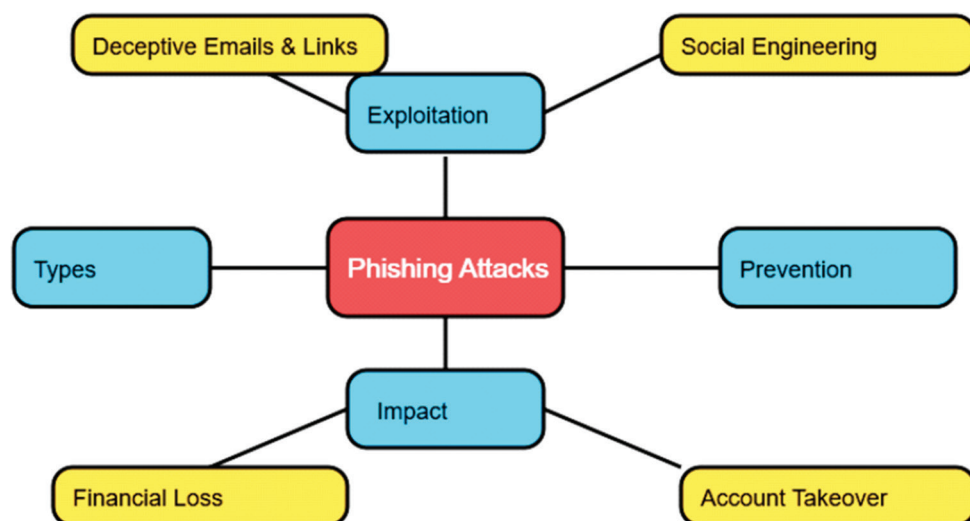 Deceptive Emails & Links
Social Engineering
Exploitation
Types
Phishing Attacks
Prevention
Impact
Financial Loss
Account Takeover